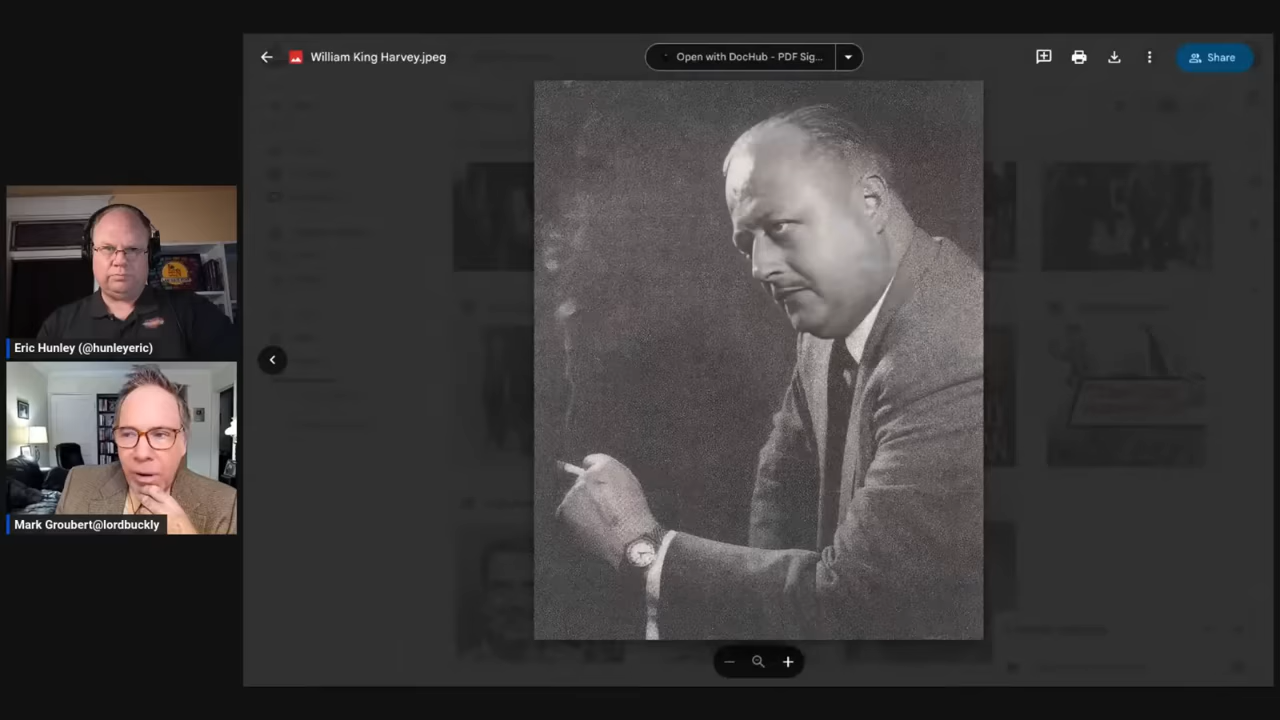 William King Harvey.jpeg
Open with DocHub - PDF Sig...
Share
Eric Hunley (@hunleyeric)
Mark Groubert@lordbuckly